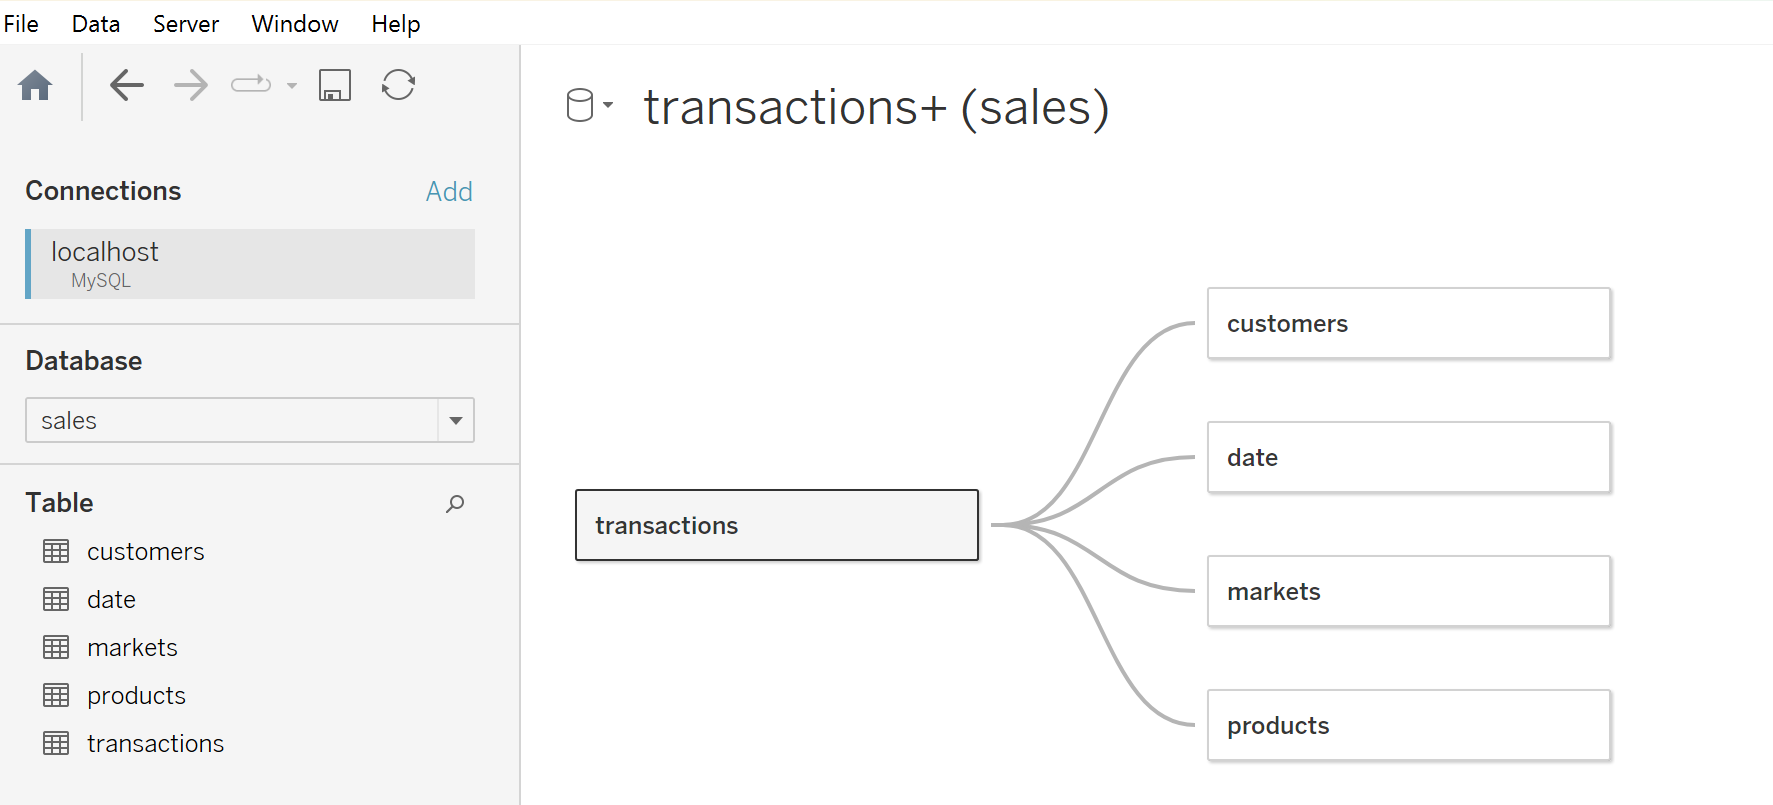 File Data Server Window Help
transactions+ (sales)
Connections Add
localhost
MySQL
Database
sales
Table
customers
date
markets
products
transactions
transactions
customers
date
markets
products